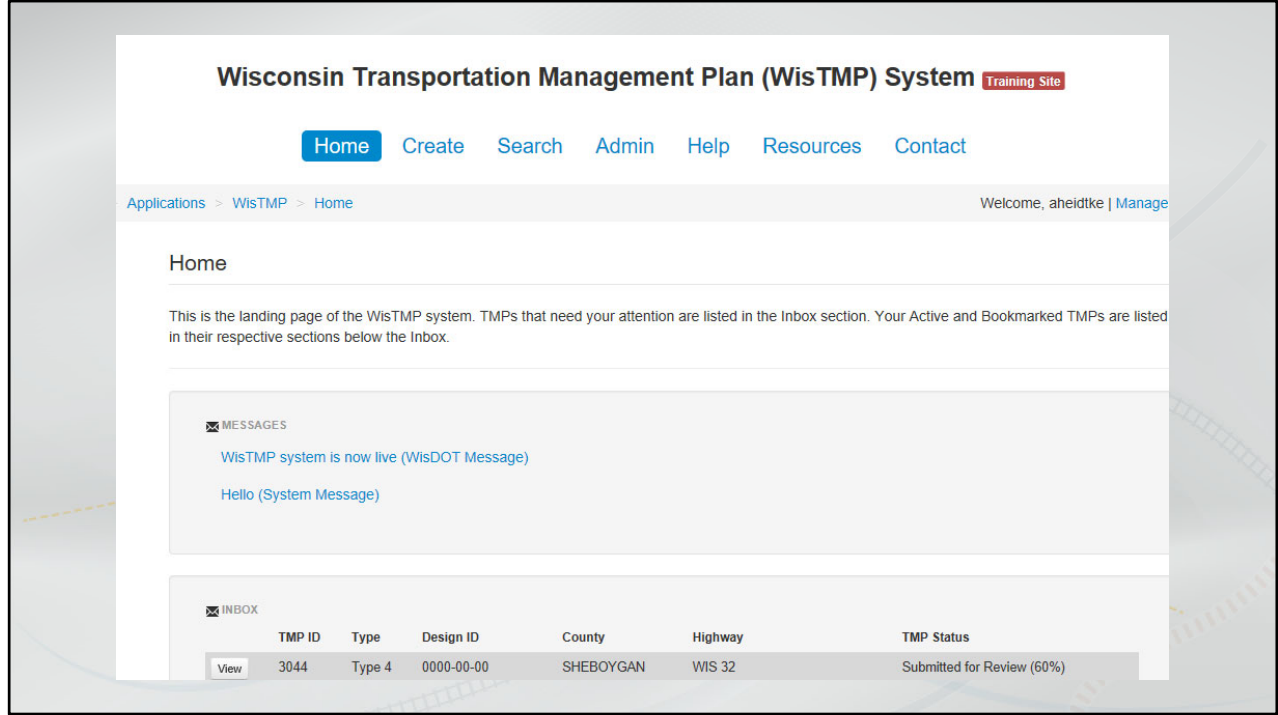 Wisconsin Transportation Management Plan (WisTMP) System Training Site
Home Create Search Admin Help Resources Contact
Applications > WisTMP > Home Welcome, aheidtke | Manage
Home
This is the landing page of the WisTMP system. TMPs that need your attention are listed in the Inbox section. Your Active and Bookmarked TMPs are listed
in their respective sections below the Inbox.
MESSAGES
WisTMP system is now live (WisDOT Message)
Hello (System Message)
INBOX
TMP ID Type Design ID County Highway TMP Status
View 3044 Type 4 0000-00-00 SHEBOYGAN WIS 32 Submitted for Review (60%)